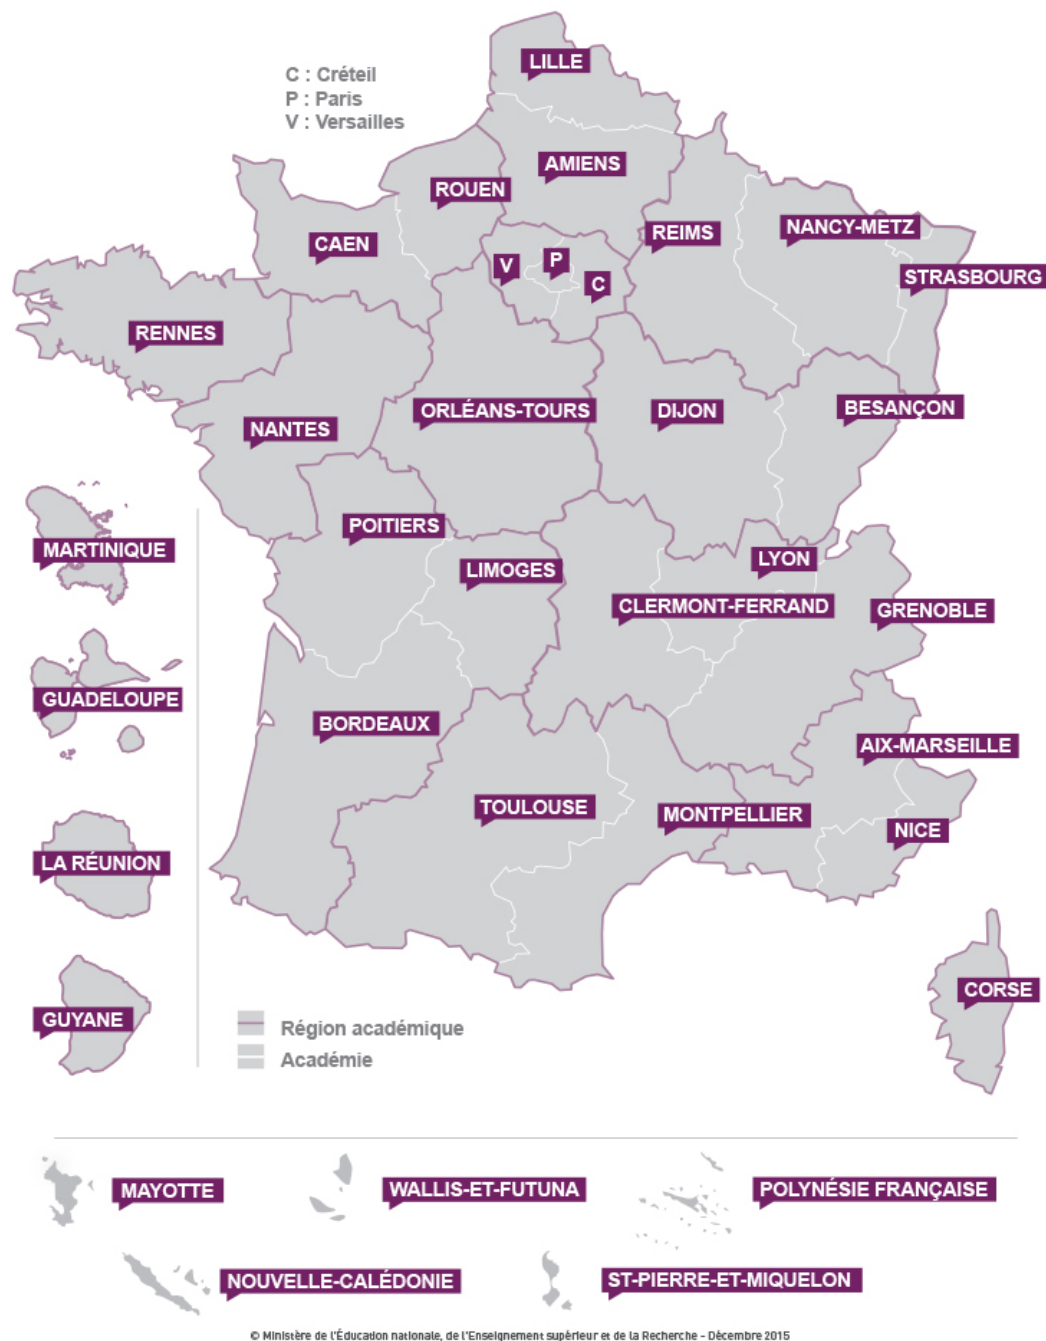 LILLE
C : Créteil
P : Paris
V : Versailles
AMIENS
ROUEN
REIMS
NANCY-METZ
CAEN
V
P
C
STRASBOURG
RENNES
ORLÉANS-TOURS
DIJON
BESANÇON
NANTES
POITIERS
MARTINIQUE
LIMOGES
LYON
CLERMONT-FERRAND
GRENOBLE
GUADELOUPE
BORDEAUX
AIX-MARSEILLE
TOULOUSE
MONTPELLIER
NICE
LA RÉUNION
CORSE
GUYANE
Région académique
Académie
MAYOTTE
WALLIS-ET-FUTUNA
POLYNÉSIE FRANÇAISE
NOUVELLE-CALÉDONIE
ST-PIERRE-ET-MIQUELON
© Ministère de l'Éducation nationale, de l'Enseignement supérieur et de la Recherche - Décembre 2015